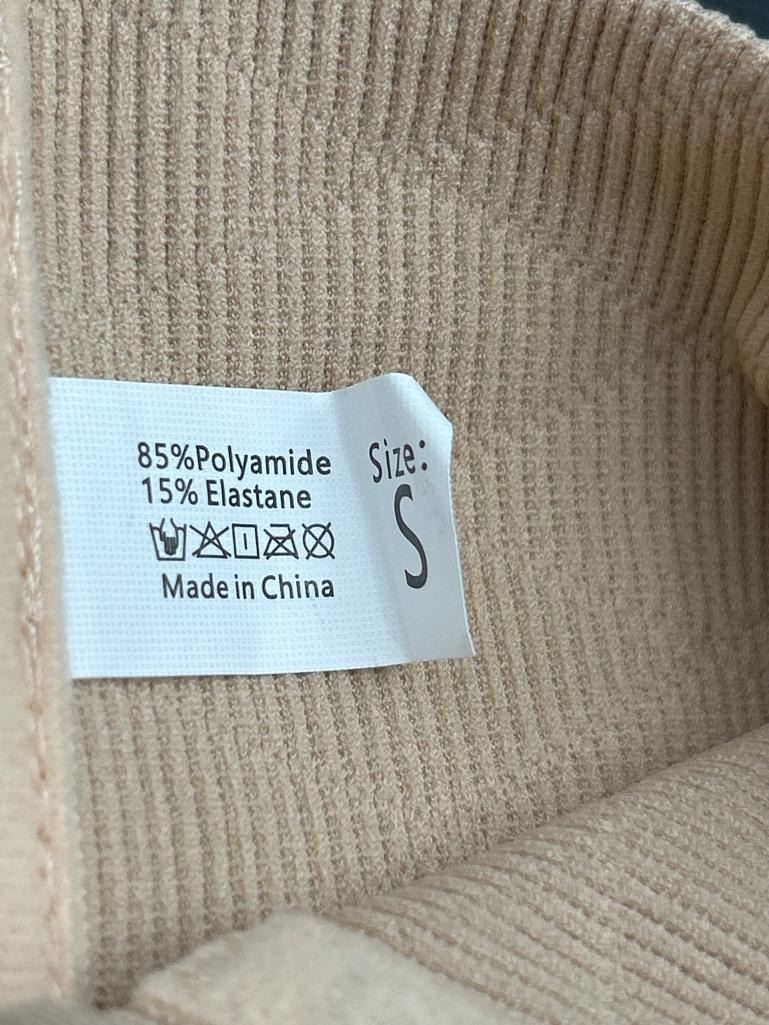 85%Polyamide
15% Elastane
Made in China
Size:
S